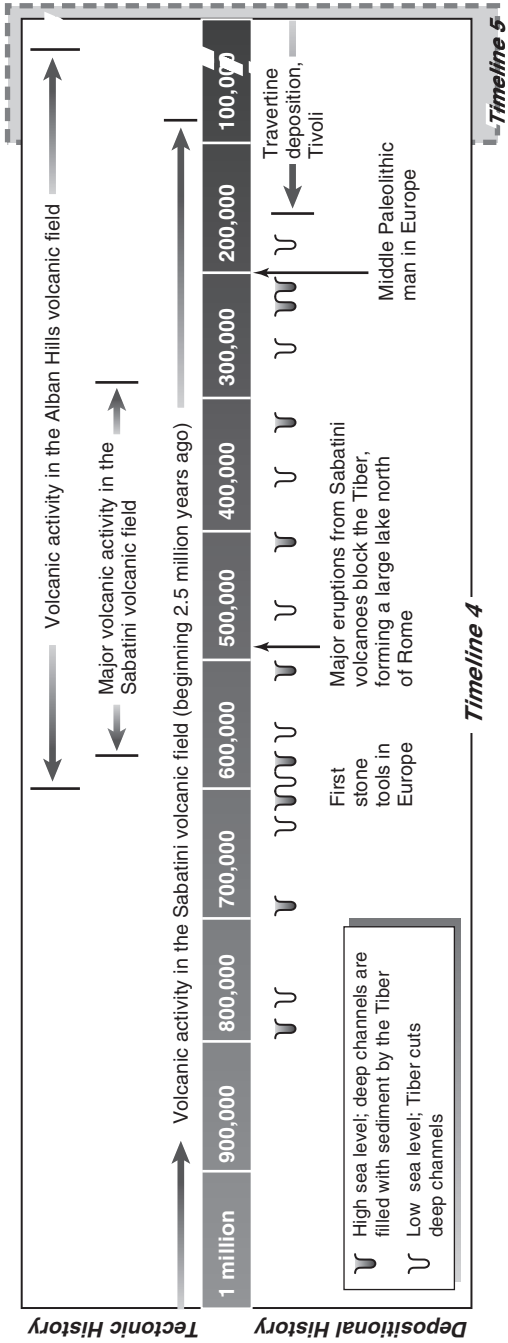 Tectonic History
Depositional History
Volcanic activity in the Alban Hills volcanic field
Major volcanic activity in the
Sabatini volcanic field
Volcanic activity in the Sabatini volcanic field (beginning 2.5 million years ago)
1 million
900,000
800,000
700,000
600,000
500,000
400,000
300,000
200,000
100,000
High sea level; deep channels are
filled with sediment by the Tiber
Low sea level; Tiber cuts
deep channels
First
stone
tools in
Europe
Major eruptions from Sabatini
volcanoes block the Tiber,
forming a large lake north
of Rome
Middle Paleolithic
man in Europe
Travertine
deposition,
Tivoli
Timeline 4
Timeline 5